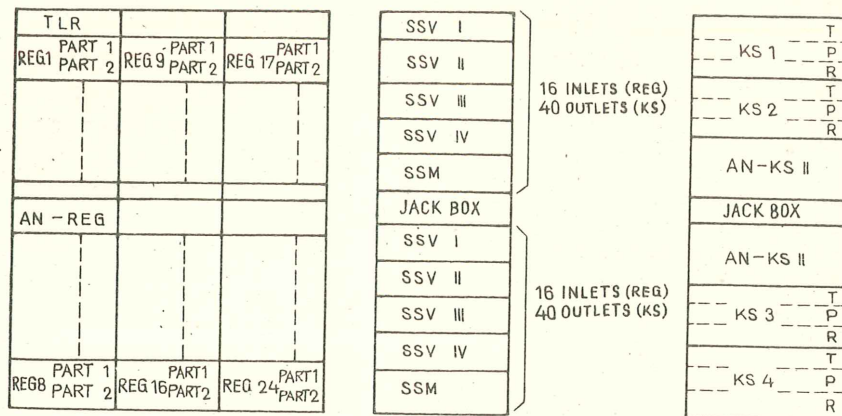 TLR
REG1 PART 1 PART 2
REG 9 PART 1 PART 2
REG 17 PART 1 PART 2
AN-REG
REG8 PART 1 PART 2
REG 16 PART 1 PART 2
REG 24 PART 1 PART 2
SSV I
SSV II
SSV III
SSV IV
SSM
JACK BOX
SSV I
SSV II
SSV III
SSV IV
SSM
16 INLETS (REG)
40 OUTLETS (KS)
16 INLETS (REG)
40 OUTLETS (KS)
T
KS 1 P
R
T
KS 2 P
R
AN-KS II
JACK BOX
AN-KS II
T
KS 3 P
R
T
KS 4 P
R